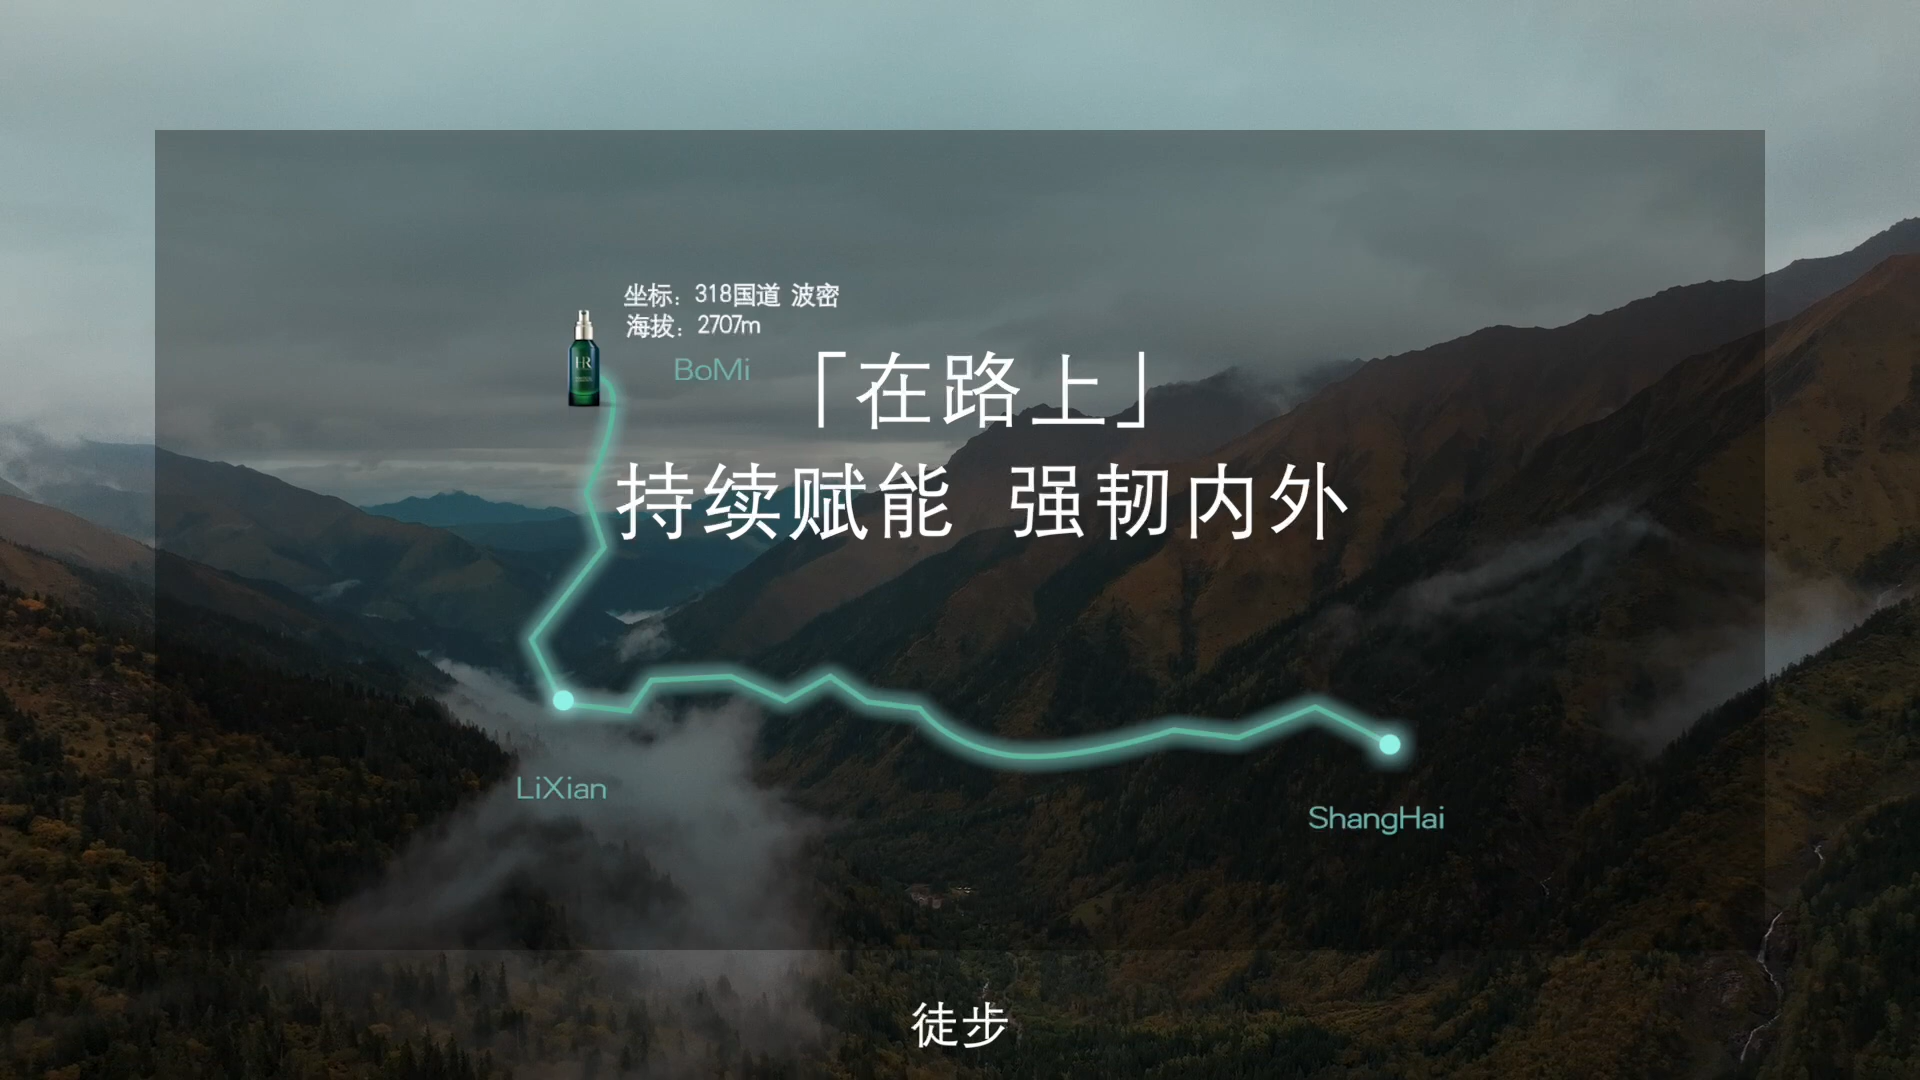 坐标：318国道 波密
海拔：2707m
BoMi
HR
「在路上」
持续赋能 强韧内外
LiXian
ShangHai
徒步